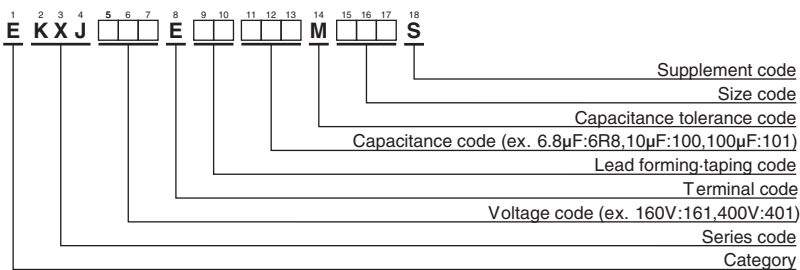 1 2 3 4 5 6 7 8 9 10 11 12 13 14 15 16 17 18
E KXJ E M S
Supplement code
Size code
Capacitance tolerance code
Capacitance code (ex. 6.8μF:6R8,10μF:100,100μF:101)
Lead forming·taping code
Terminal code
Voltage code (ex. 160V:161,400V:401)
Series code
Category